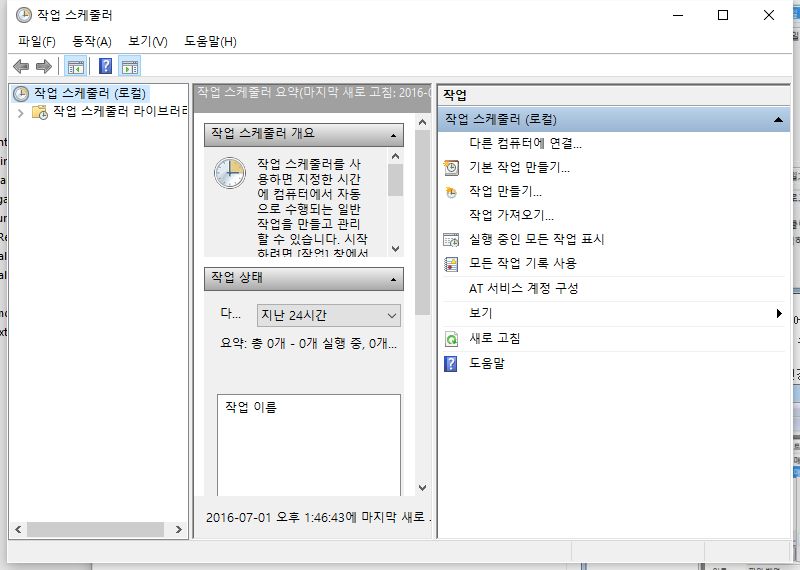 작업 스케줄러
파일(F) 동작(A) 보기(V) 도움말(H)
작업 스케줄러 (로컬)
작업 스케줄러 라이브러리
작업 스케줄러 요약(마지막 새로 고침: 2016-0
작업 스케줄러 개요
작업 스케줄러를 사
용하면 지정한 시간
에 컴퓨터에서 자동
으로 수행되는 일반
작업을 만들고 관리
할 수 있습니다. 시작
하려면 [작업] 창에서
작업 상태
다...
지난 24시간
요약: 총 0개 - 0개 실행 중, 0개...
작업 이름
2016-07-01 오후 1:46:43에 마지막 새로 .
작업
작업 스케줄러 (로컬)
다른 컴퓨터에 연결...
기본 작업 만들기...
작업 만들기...
작업 가져오기...
실행 중인 모든 작업 표시
모든 작업 기록 사용
AT 서비스 계정 구성
보기
새로 고침
도움말